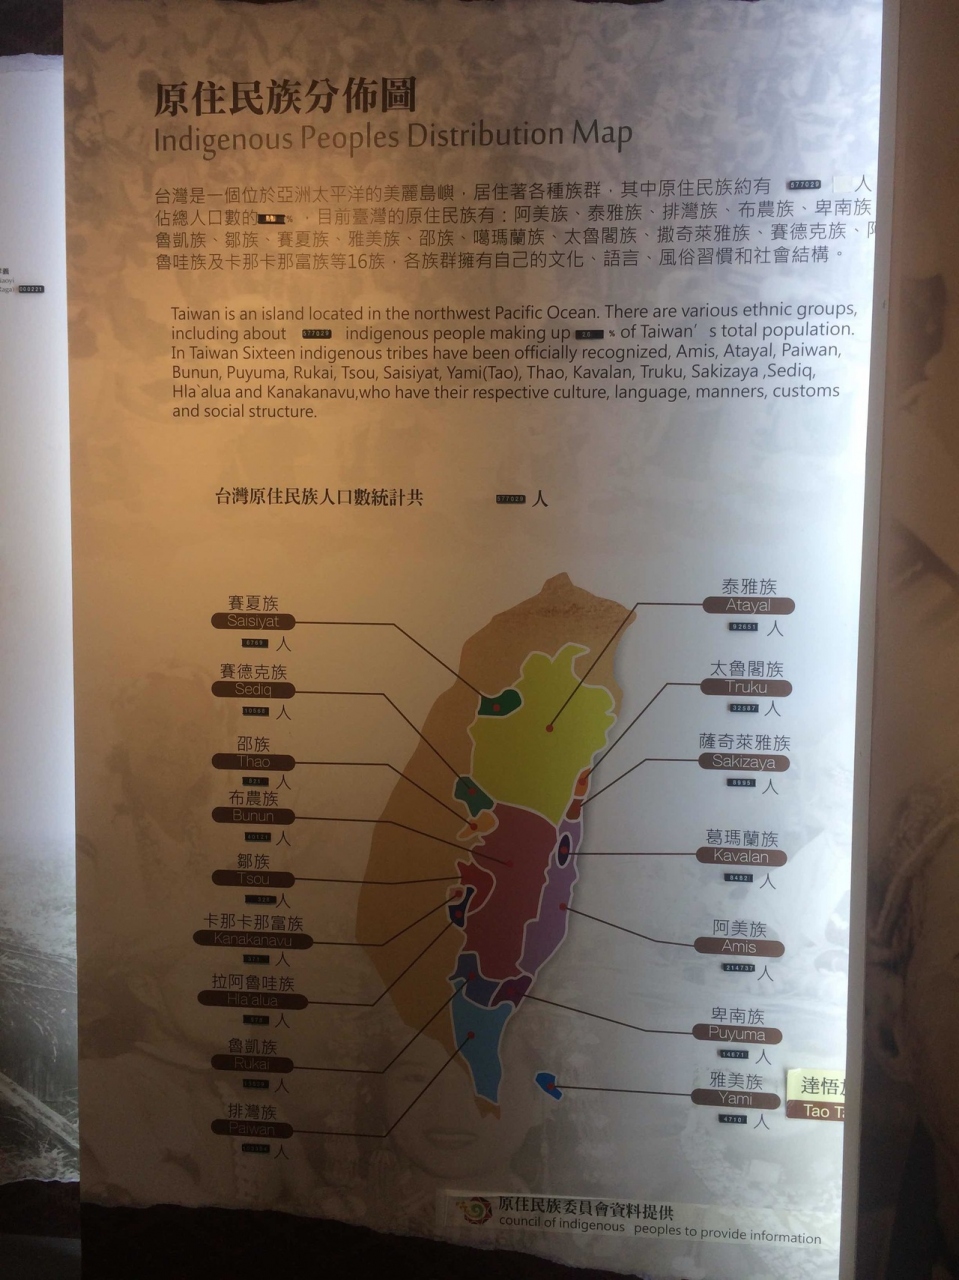 原住民族分佈圖
Indigenous Peoples Distribution Map
台灣是一個位於亞洲太平洋的美麗島嶼，居住著各種族群，其中原住民族約有 577029 人
佔總人口數的 % ，目前臺灣的原住民族有：阿美族、泰雅族、排灣族、布農族、卑南族
魯凱族、鄒族、賽夏族、雅美族、邵族、噶瑪蘭族、太魯閣族、撒奇萊雅族、賽德克族、
魯哇族及卡那卡那富族等16族，各族群擁有自己的文化、語言、風俗習慣和社會結構。
Taiwan is an island located in the northwest Pacific Ocean. There are various ethnic groups,
including about 577029 indigenous people making up % of Taiwan's total population.
In Taiwan Sixteen indigenous tribes have been officially recognized, Amis, Atayal, Paiwan,
Bunun, Puyuma, Rukai, Tsou, Saisiyat, Yami(Tao), Thao, Kavalan, Truku, Sakizaya ,Sediq,
Hla`alua and Kanakanavu,who have their respective culture, language, manners, customs
and social structure.
台灣原住民族人口數統計共 577029 人
賽夏族
Saisiyat
人
賽德克族
Sediq
人
邵族
Thao
人
布農族
Bunun
人
鄒族
Tsou
人
卡那卡那富族
Kanakanavu
人
拉阿魯哇族
Hla'alua
人
魯凱族
Rukai
人
排灣族
Paiwan
人
泰雅族
Atayal
人
太魯閣族
Truku
32587 人
薩奇萊雅族
Sakizaya
人
葛瑪蘭族
Kavalan
人
阿美族
Amis
214737 人
卑南族
Puyuma
14671 人
雅美族
Yami
4718 人
達悟
Tao
原住民族委員會資料提供
council of indigenous peoples to provide information